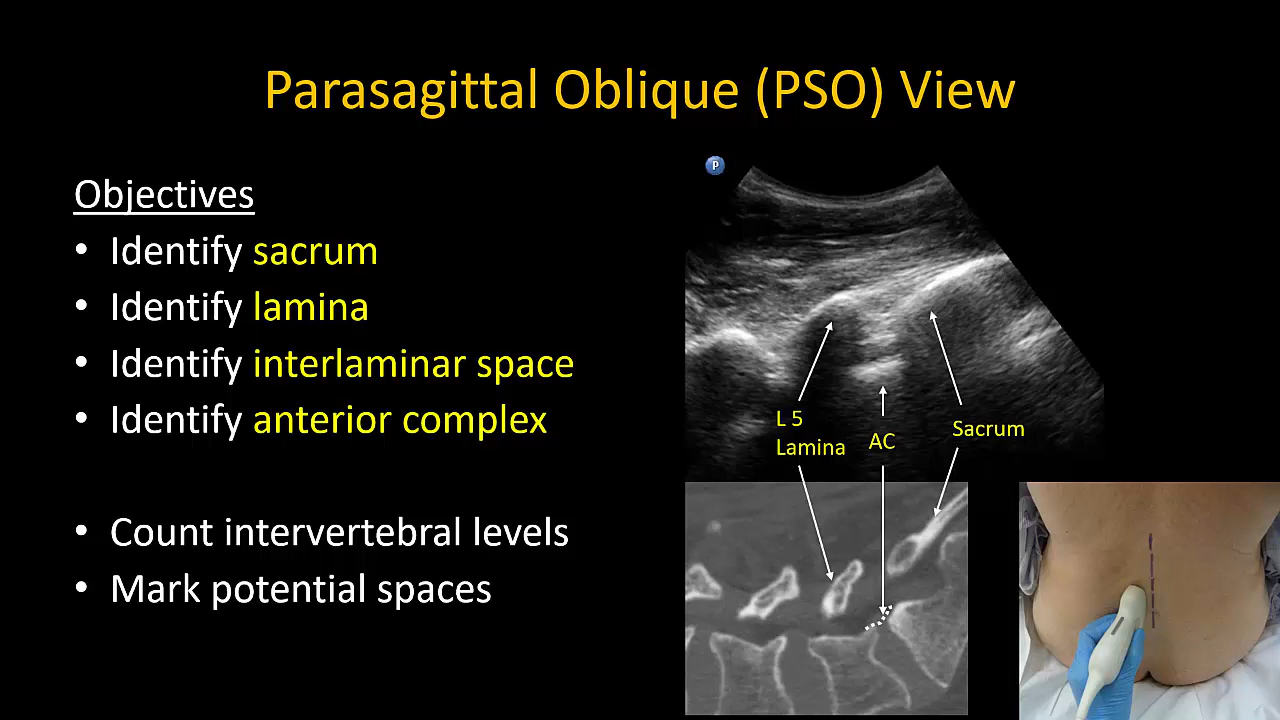 Parasagittal Oblique (PSO) View
Objectives
• Identify sacrum
• Identify lamina
• Identify interlaminar space
• Identify anterior complex
• Count intervertebral levels
• Mark potential spaces
P
L 5
Lamina
AC
Sacrum